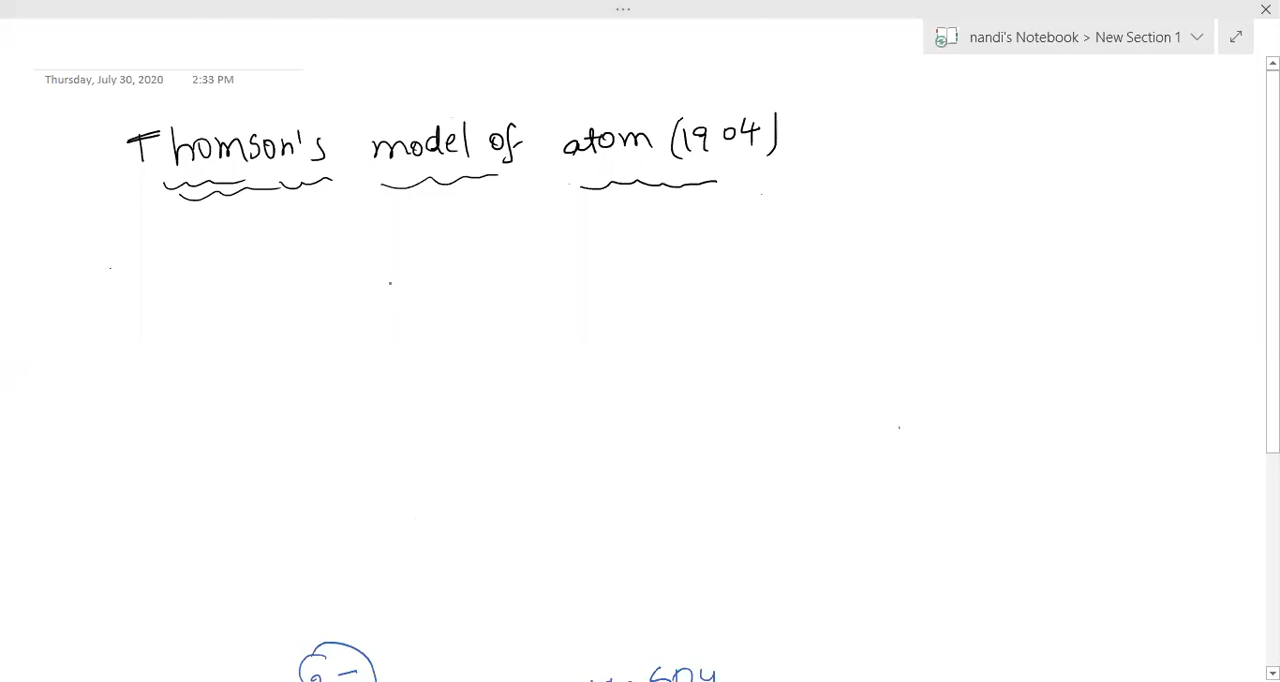 nandi's Notebook > New Section 1
Thursday, July 30, 2020 2:33 PM
Thomson's model of atom (1904)